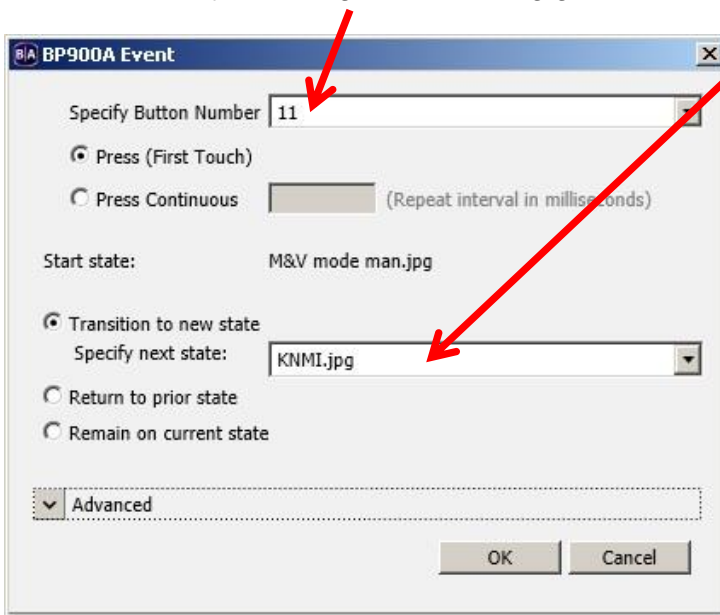 BA BP900A Event
Specify Button Number 11
Press (First Touch)
Press Continuous (Repeat interval in milliseconds)
Start state: M&V mode man.jpg
Transition to new state
Specify next state: KNMI.jpg
Return to prior state
Remain on current state
Advanced
OK Cancel